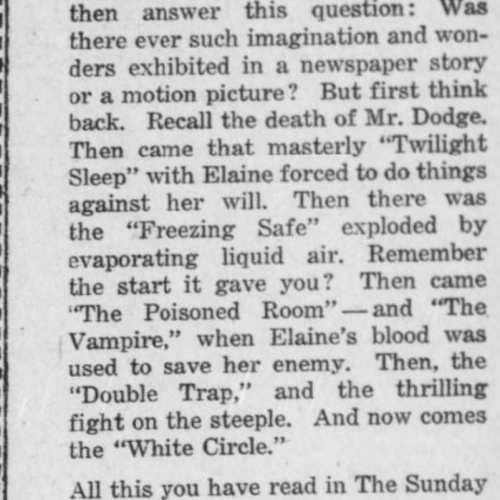 then answer this question: Was
there ever such imagination and won-
ders exhibited in a newspaper story
or a motion picture? But first think
back. Recall the death of Mr. Dodge.
Then came that masterly "Twilight
Sleep" with Elaine forced to do things
against her will. Then there was
the "Freezing Safe" exploded by
evaporating liquid air. Remember
the start it gave you? Then came
"The Poisoned Room"—and "The
Vampire," when Elaine's blood was
used to save her enemy. Then, the
"Double Trap," and the thrilling
fight on the steeple. And now comes
the "White Circle."
All this you have read in The Sunday